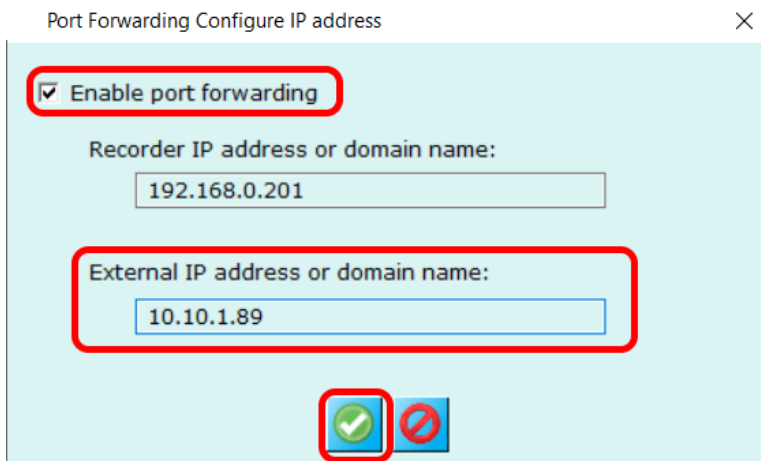 Port Forwarding Configure IP address
Enable port forwarding
Recorder IP address or domain name:
192.168.0.201
External IP address or domain name:
10.10.1.89